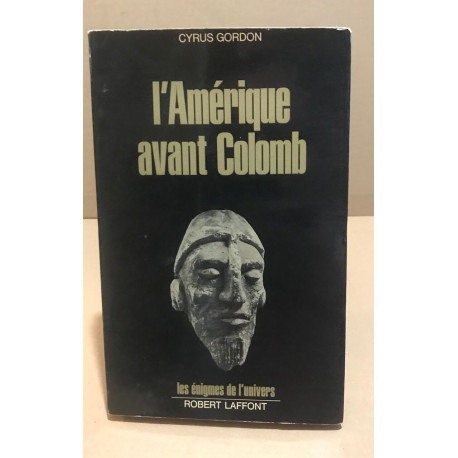 CYRUS GORDON
l'Amérique
avant Colomb
les énigmes de l'univers
ROBERT LAFFONT